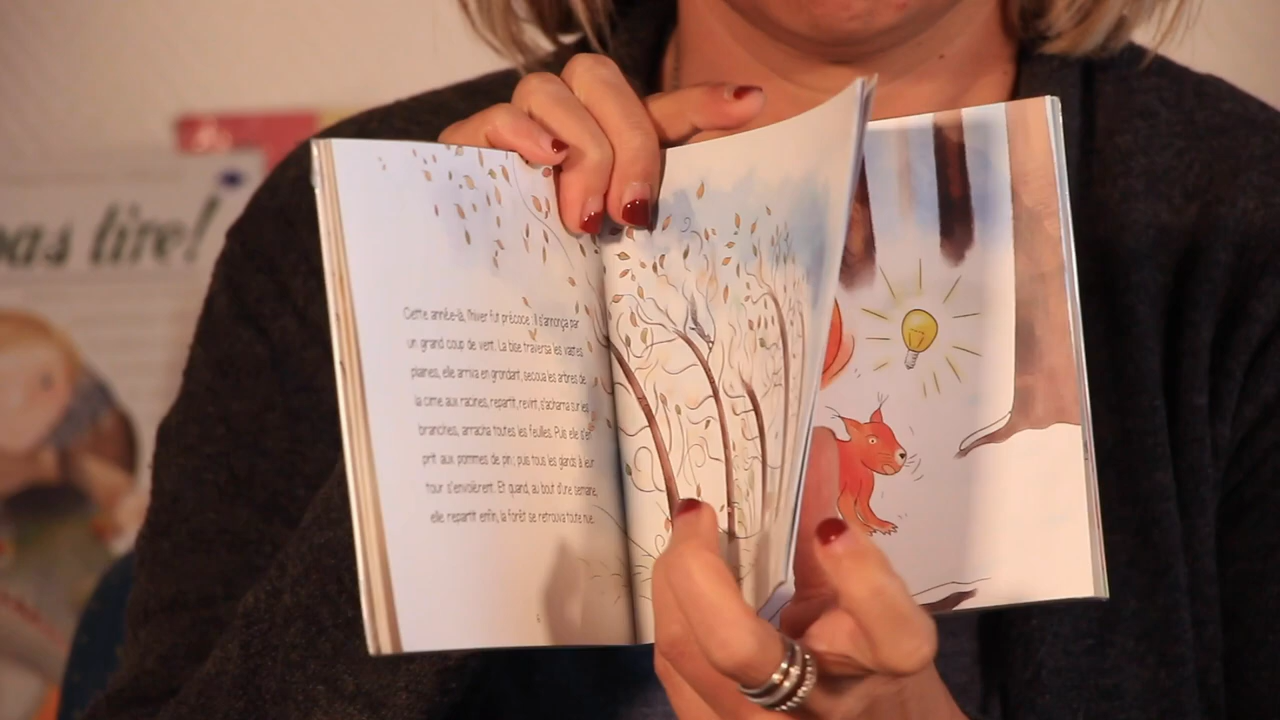 pas lire!
Cette année-là, l'hiver fut précoce ; il s'annonça par
un grand coup de vent. La bise traversa les vastes
plaines, elle arriva en grondant, secoua les arbres de
la cime aux racines, repartit, revint, s'acharna sur les
branches, arracha toutes les feuilles. Puis elle s'en
prit aux pommes de pin ; puis tous les glands à leur
tour s'envolèrent. Et quand, au bout d'une semaine,
elle repartit enfin, la forêt se retrouva toute nue.